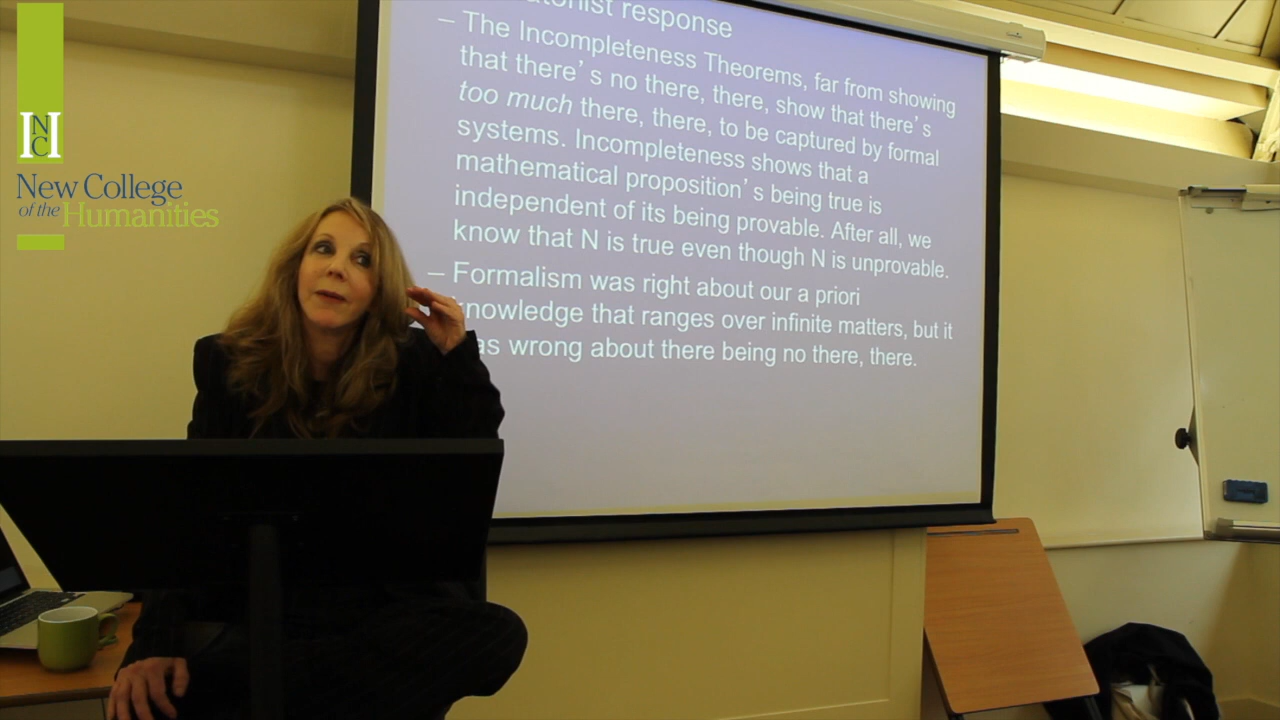 NCH
New College
of the Humanities
response
– The Incompleteness Theorems, far from showing
that there's no there, there, show that there's
too much there, there, to be captured by formal
systems. Incompleteness shows that a
mathematical proposition's being true is
independent of its being provable. After all, we
know that N is true even though N is unprovable.
– Formalism was right about our a priori
knowledge that ranges over infinite matters, but it
wrong about there being no there, there.